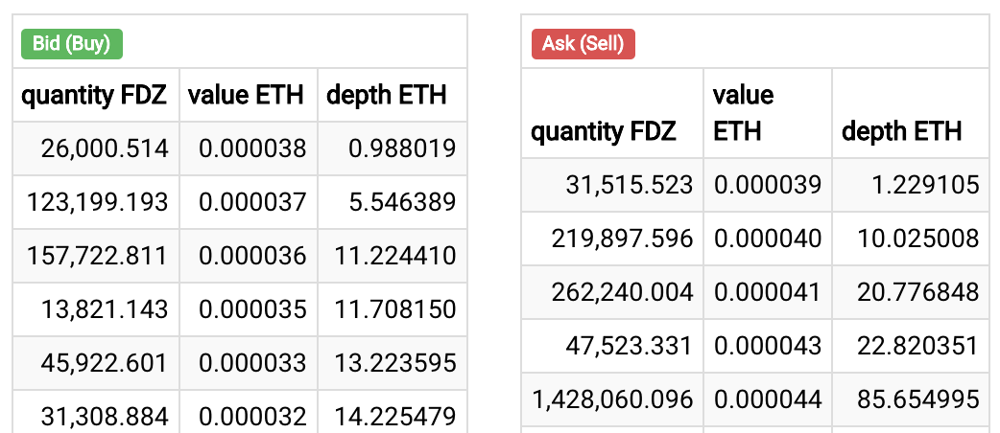 Bid (Buy)
quantity FDZ value ETH depth ETH
26,000.514 0.000038 0.988019
123,199.193 0.000037 5.546389
157,722.811 0.000036 11.224410
13,821.143 0.000035 11.708150
45,922.601 0.000033 13.223595
31,308.884 0.000032 14.225479
Ask (Sell)
quantity FDZ value ETH depth ETH
31,515.523 0.000039 1.229105
219,897.596 0.000040 10.025008
262,240.004 0.000041 20.776848
47,523.331 0.000043 22.820351
1,428,060.096 0.000044 85.654995